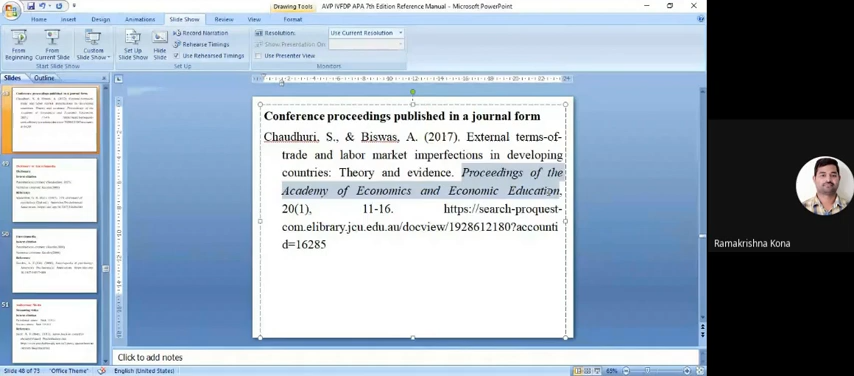 Drawing Tools
AVP IVFDP APA 7th Edition Reference Manual - Microsoft PowerPoint
Home Insert Design Animations Slide Show Review View Format
From Beginning
From Current Slide
Custom Slide Show
Set Up Slide Show
Hide Slide
Record Narration
Rehearse Timings
Use Rehearsed Timings
Resolution: Use Current Resolution
Show Presentation On:
Use Presenter View
Start Slide Show
Set Up
Monitors
Slides Outline
49
50
51
Conference proceedings published in a journal form
Chaudhuri, S., & Biswas, A. (2017). External terms-of-
trade and labor market imperfections in developing
countries: Theory and evidence. Proceedings of the
Academy of Economics and Economic Education,
20(1), 11-16. https://search-proquest-
com.elibrary.jcu.edu.au/docview/1928612180?accounti
d=16285
Ramakrishna Kona
Click to add notes
Slide 48 of 75 "Office Theme" English (United States) 65%